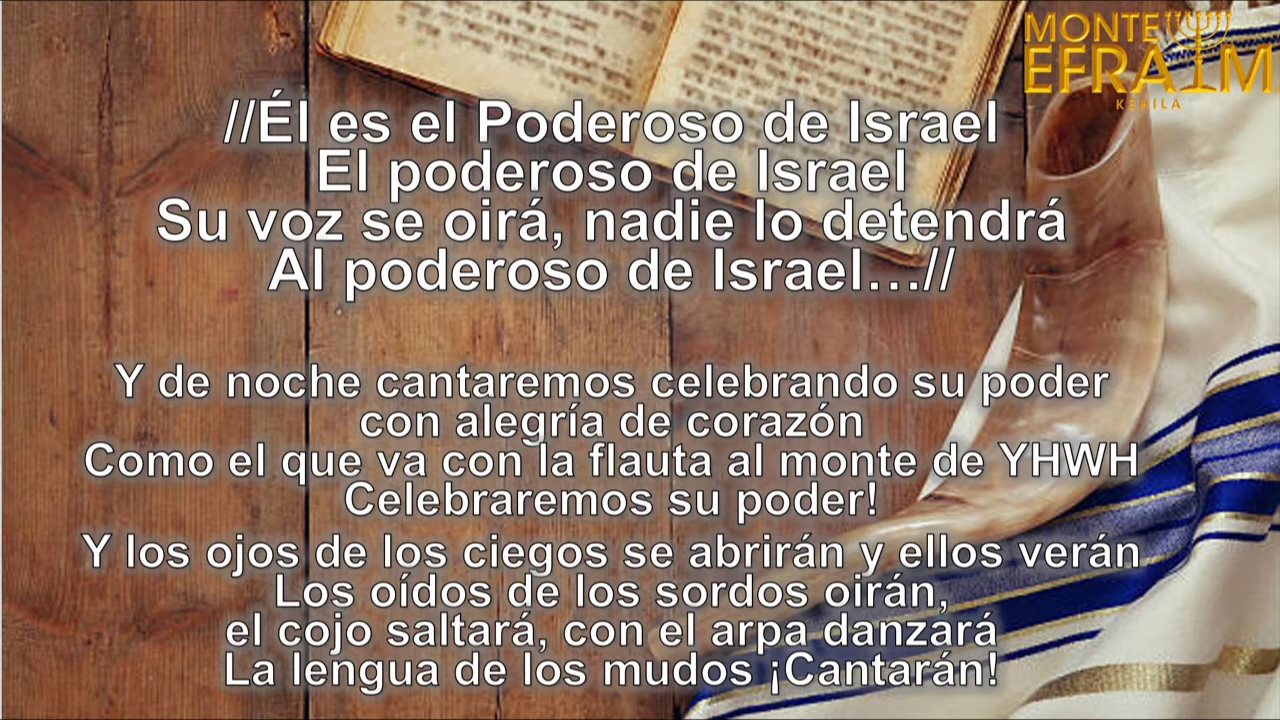 MONTE
EFRAIM
KEHILÁ
//Él es el Poderoso de Israel
El poderoso de Israel
Su voz se oirá, nadie lo detendrá
Al poderoso de Israel...//
Y de noche cantaremos celebrando su poder
con alegría de corazón
Como el que va con la flauta al monte de YHWH
Celebraremos su poder!
Y los ojos de los ciegos se abrirán y ellos verán
Los oídos de los sordos oirán,
el cojo saltará, con el arpa danzará
La lengua de los mudos ¡Cantarán!